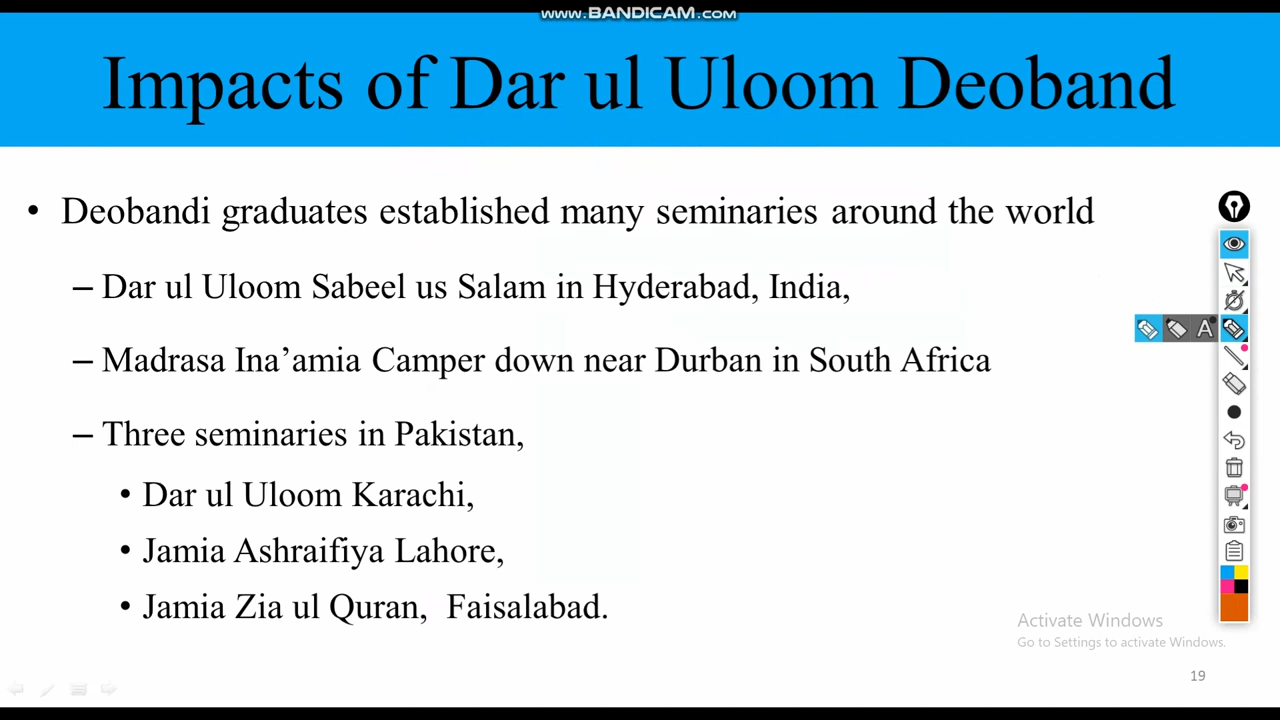 www.BANDICAM.com
Impacts of Dar ul Uloom Deoband
• Deobandi graduates established many seminaries around the world
– Dar ul Uloom Sabeel us Salam in Hyderabad, India,
– Madrasa Ina’amia Camper down near Durban in South Africa
– Three seminaries in Pakistan,
• Dar ul Uloom Karachi,
• Jamia Ashraifiya Lahore,
• Jamia Zia ul Quran, Faisalabad.
A
Activate Windows
Go to Settings to activate Windows.
19